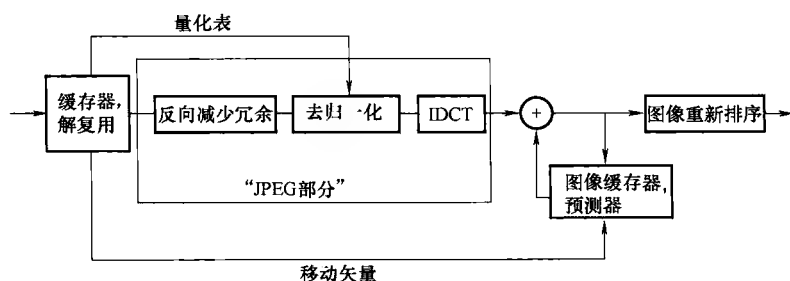 量化表
缓存器，
解复用
反向减少冗余
去归一化
IDCT
+
图像重新排序
“JPEG部分”
图像缓存器，
预测器
移动矢量